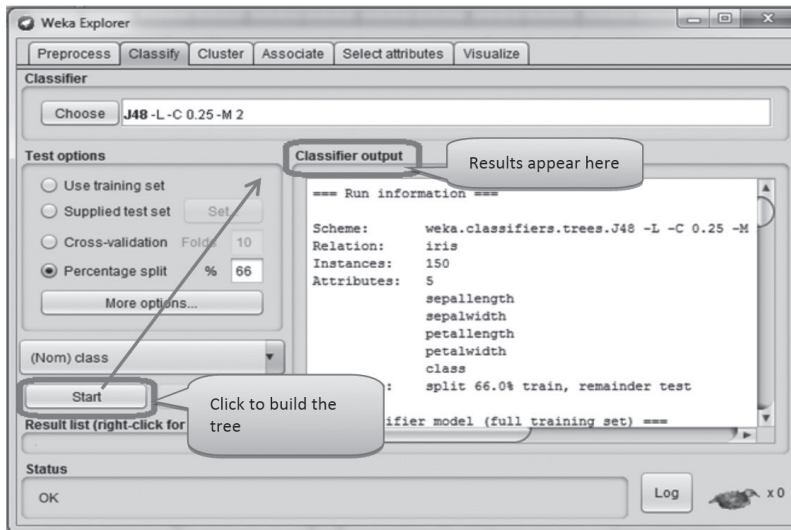 Weka Explorer
Preprocess Classify Cluster Associate Select attributes Visualize
Classifier
Choose J48 -L -C 0.25 -M 2
Test options
Use training set
Supplied test set Set...
Cross-validation Folds 10
Percentage split % 66
More options...
(Nom) class
Start
Click to build the
tree
Result list (right-click for
Classifier output
Results appear here
=== Run information ===
Scheme: weka.classifiers.trees.J48 -L -C 0.25 -M
Relation: iris
Instances: 150
Attributes: 5
sepallength
sepalwidth
petallength
petalwidth
class
: split 66.0% train, remainder test
ifier model (full training set) ===
Status
OK
Log
x 0